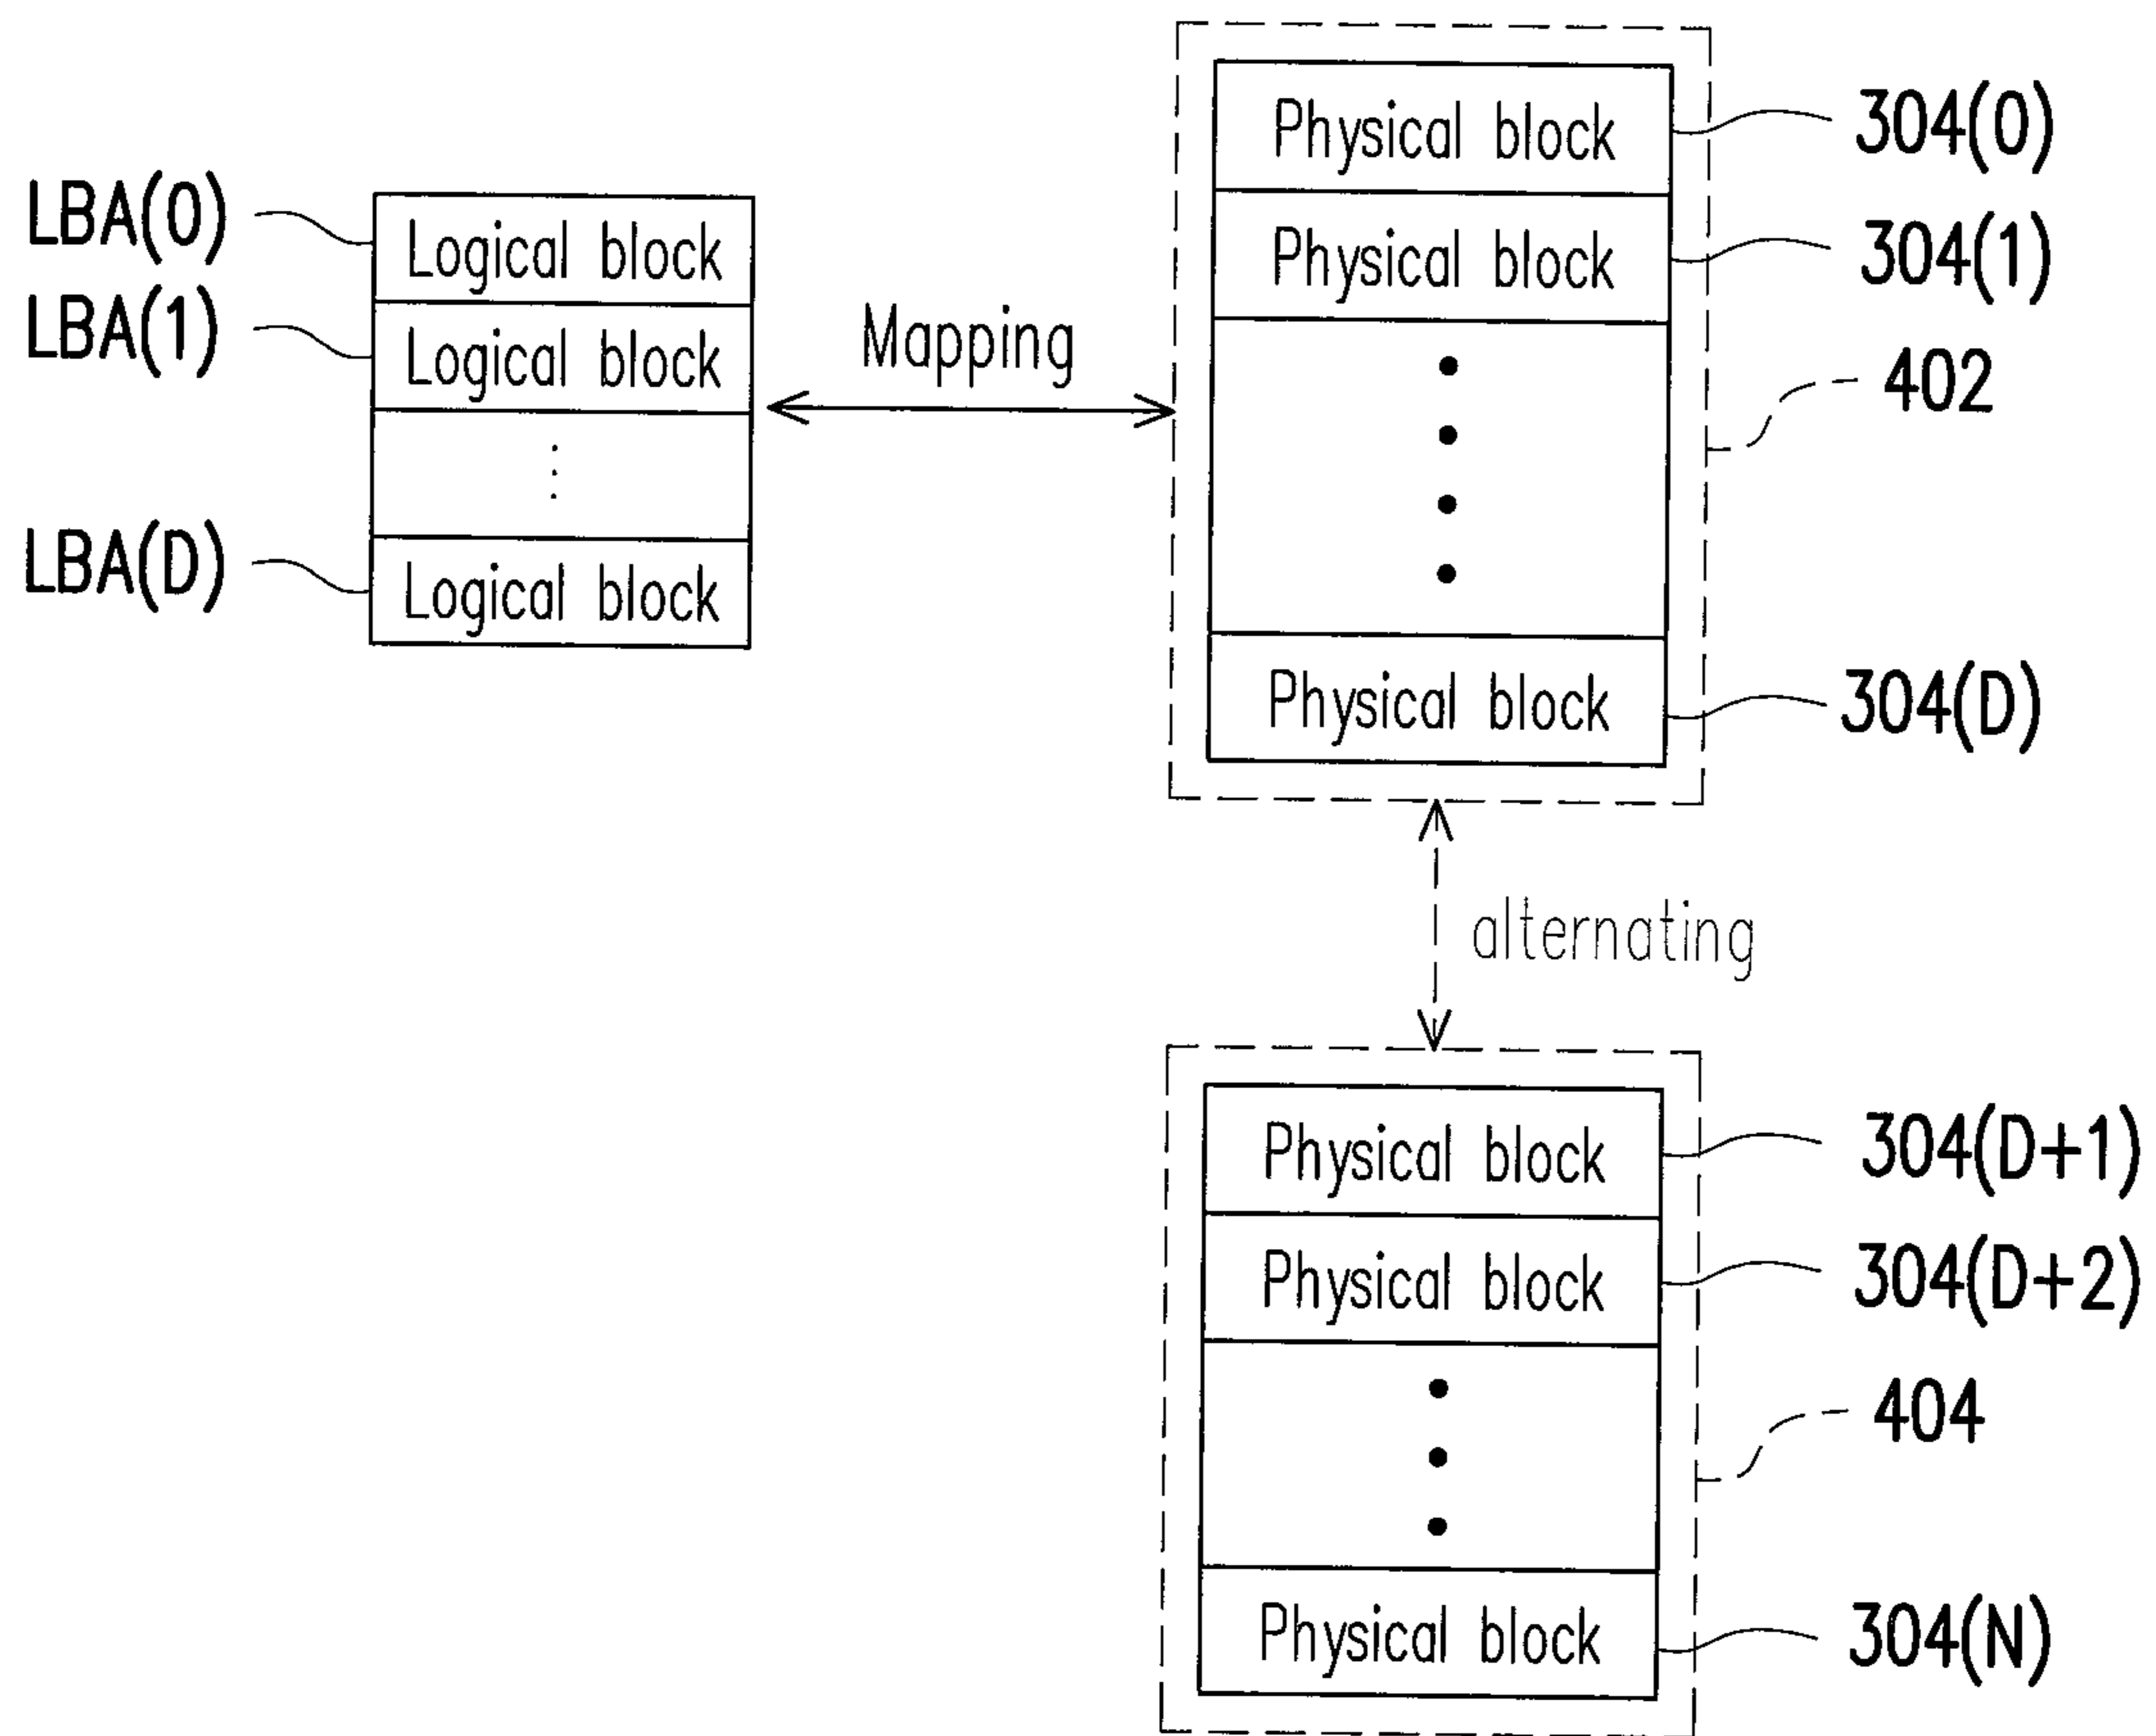 LBA(0)
Logical block
LBA(1)
Logical block
LBA(D)
Logical block
Mapping
Physical block
304(0)
Physical block
304(1)
402
Physical block
304(D)
alternating
Physical block
304(D+1)
Physical block
304(D+2)
404
Physical block
304(N)